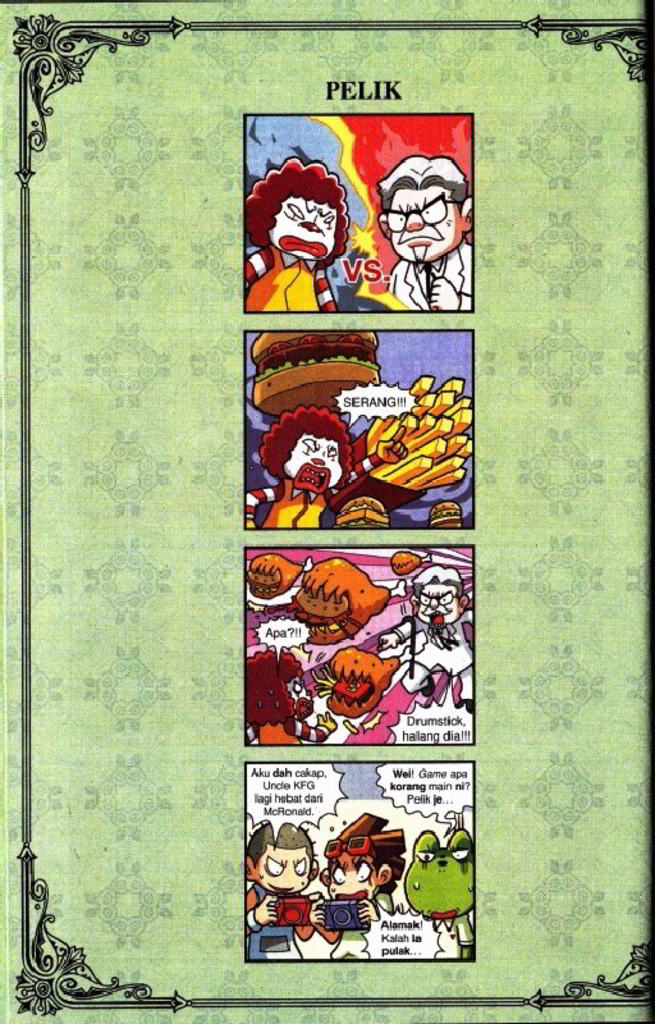 PELIK
VS.
SERANG!!!
Apa?!!
Drumstick,
halang dia!!!
Aku dah cakap,
Uncle KFG
lagi hebat dari
McRonald.
Wei! Game apa
korang main ni?
Pelik je...
Alamak!
Kalah la
pulak...